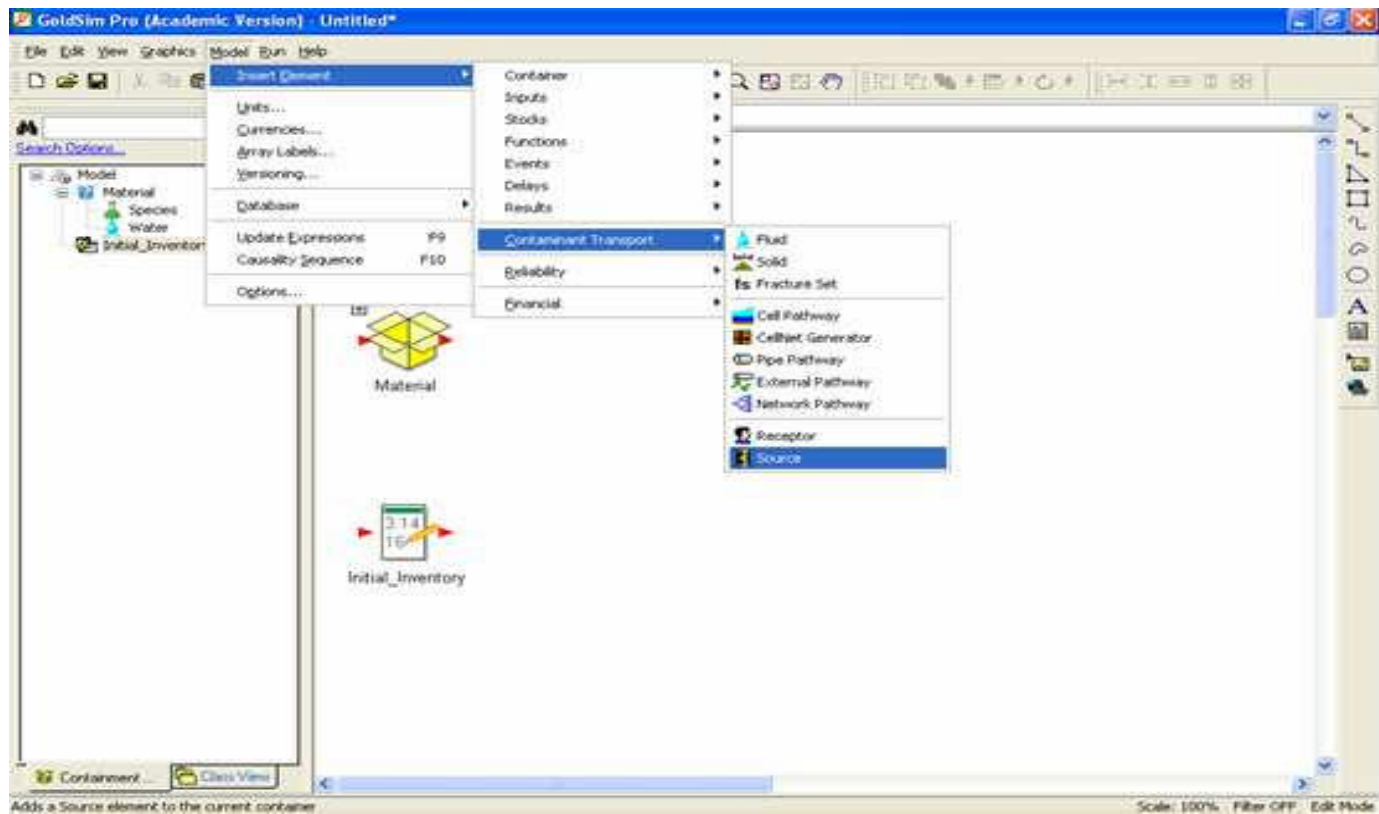 GoldSim Pro (Academic Version) - Untitled*
File Edit View Graphics Model Run Help
Insert Element
Units...
Currencies...
Array Labels...
Versioning...
Database
Update Expressions F9
Causality Sequence F10
Options...
Container
Inputs
Stocks
Functions
Events
Delays
Results
Contaminant Transport
Reliability
Financial
Fluid
Solid
fs Fracture Set
Cell Pathway
CellNet Generator
Pipe Pathway
External Pathway
Network Pathway
Receptor
Source
Search Options...
Model
Material
Species
Water
Initial_Inventor
Material
3.14
16
Initial_Inventory
Containment...
Class View
Adds a Source element to the current container
Scale: 100% Filter OFF Edit Mode